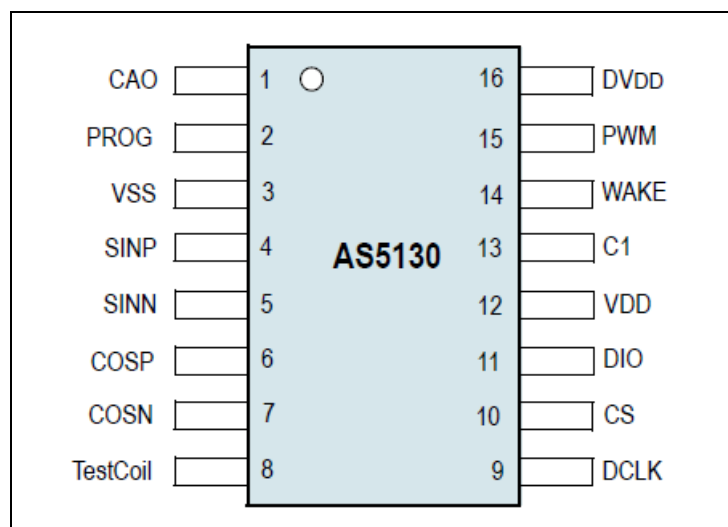 CAO 1 16 DVDD
PROG 2 15 PWM
VSS 3 14 WAKE
SINP 4 AS5130 13 C1
SINN 5 12 VDD
COSP 6 11 DIO
COSN 7 10 CS
TestCoil 8 9 DCLK